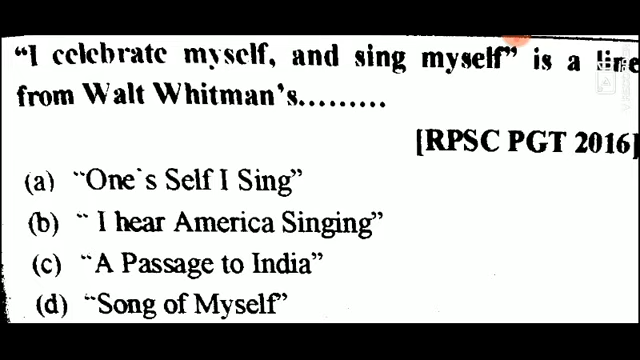 “I celebrate myself, and sing myself” is a line
from Walt Whitman’s.........
[RPSC PGT 2016]
(a) “One`s Self I Sing”
(b) “ I hear America Singing”
(c) “A Passage to India”
(d) “Song of Myself”